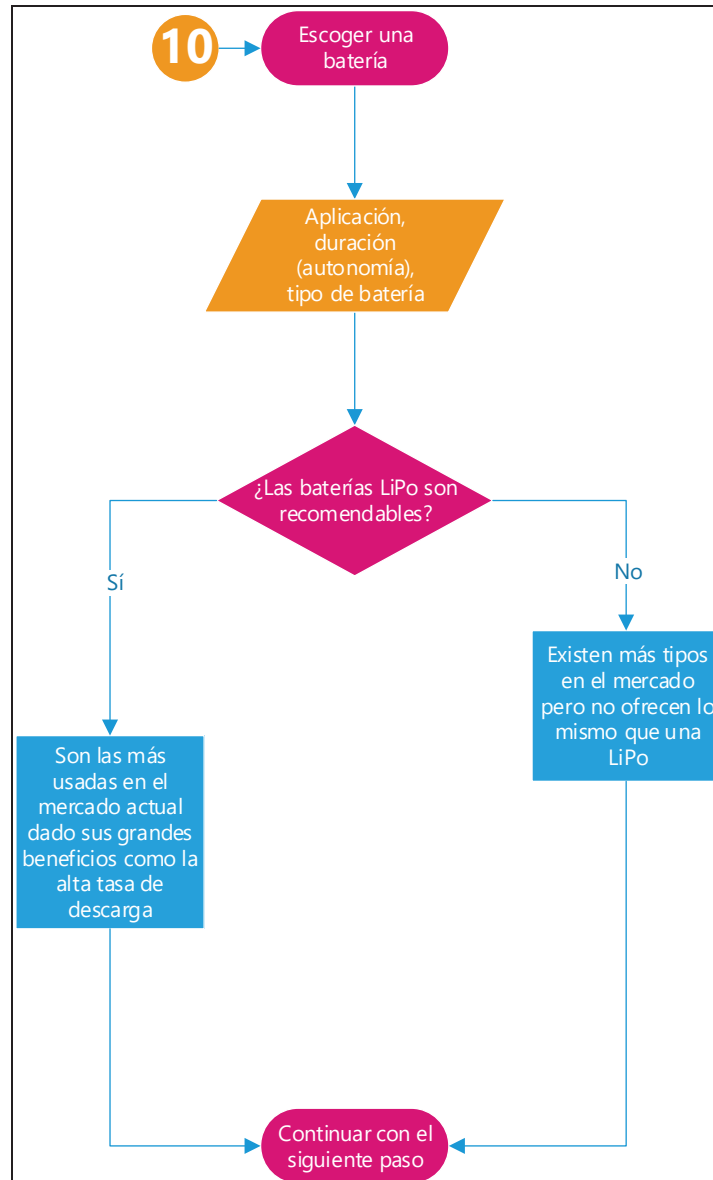 10
Escoger una
batería
Aplicación,
duración
(autonomía),
tipo de batería
¿Las baterías LiPo son
recomendables?
Sí
No
Existen más tipos
en el mercado
pero no ofrecen lo
mismo que una
LiPo
Son las más
usadas en el
mercado actual
dado sus grandes
beneficios como la
alta tasa de
descarga
Continuar con el
siguiente paso